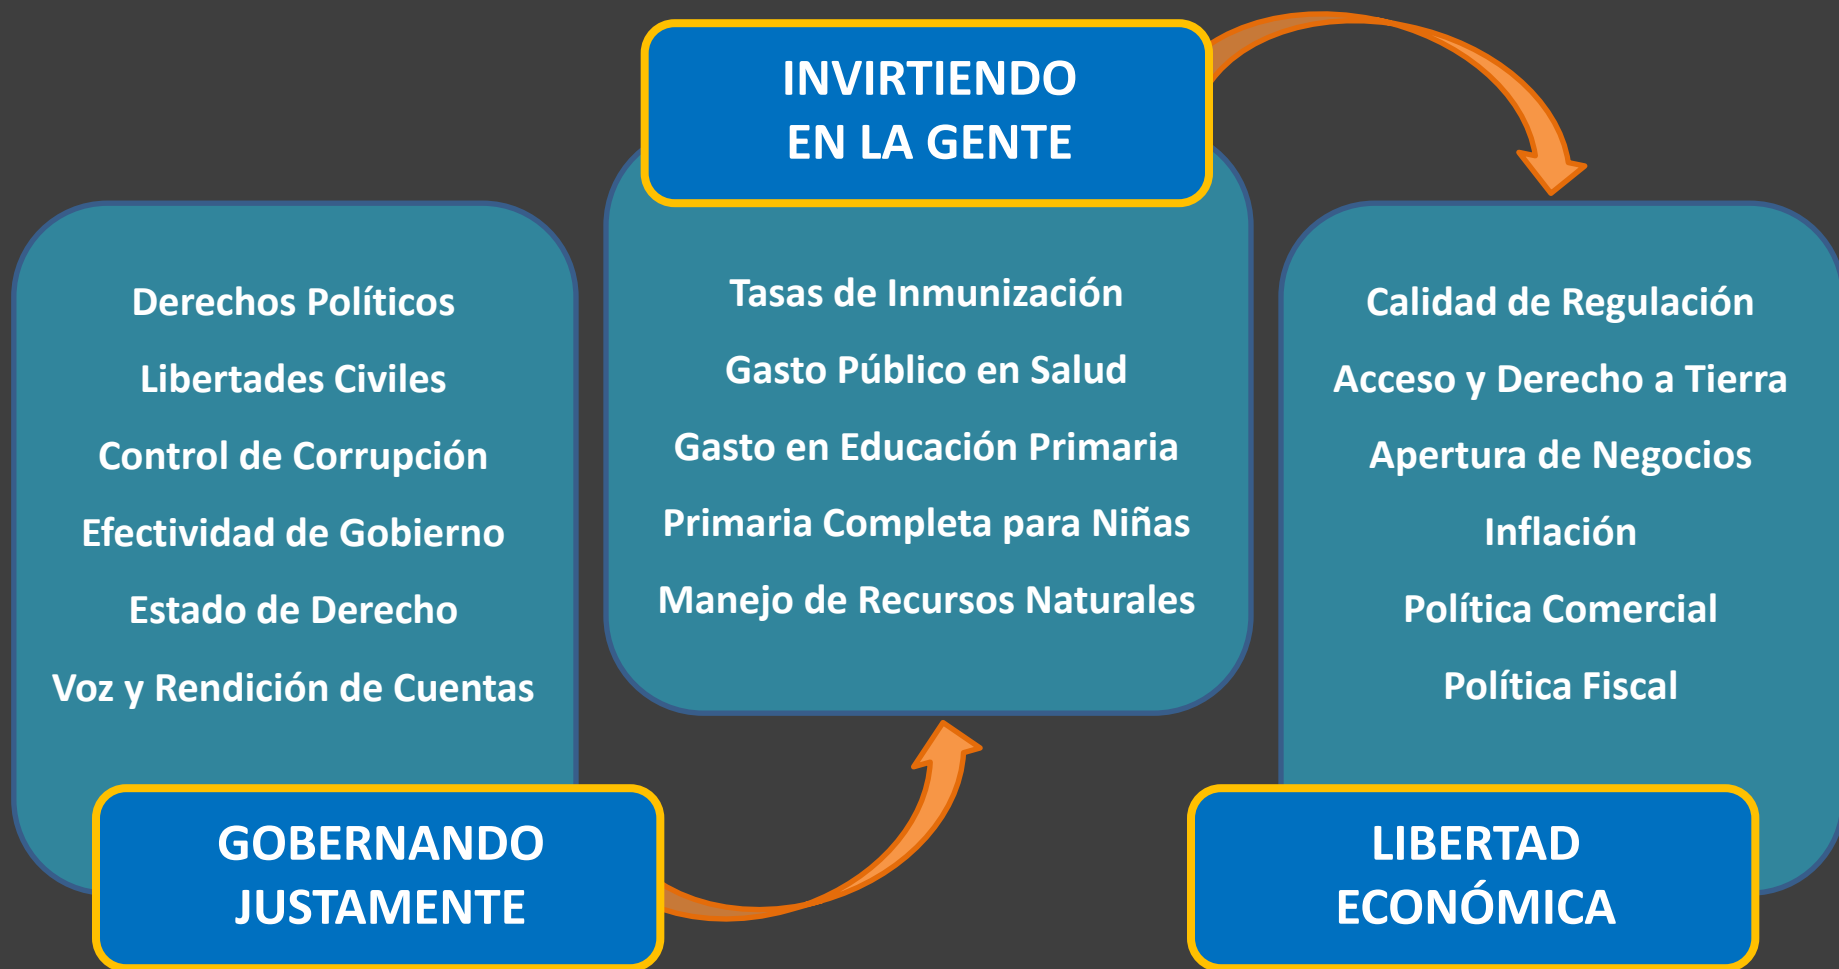 Derechos Políticos
Libertades Civiles
Control de Corrupción
Efectividad de Gobierno
Estado de Derecho
Voz y Rendición de Cuentas
GOBERNANDO
JUSTAMENTE
INVIRTIENDO
EN LA GENTE
Tasas de Inmunización
Gasto Público en Salud
Gasto en Educación Primaria
Primaria Completa para Niñas
Manejo de Recursos Naturales
Calidad de Regulación
Acceso y Derecho a Tierra
Apertura de Negocios
Inflación
Política Comercial
Política Fiscal
LIBERTAD
ECONÓMICA